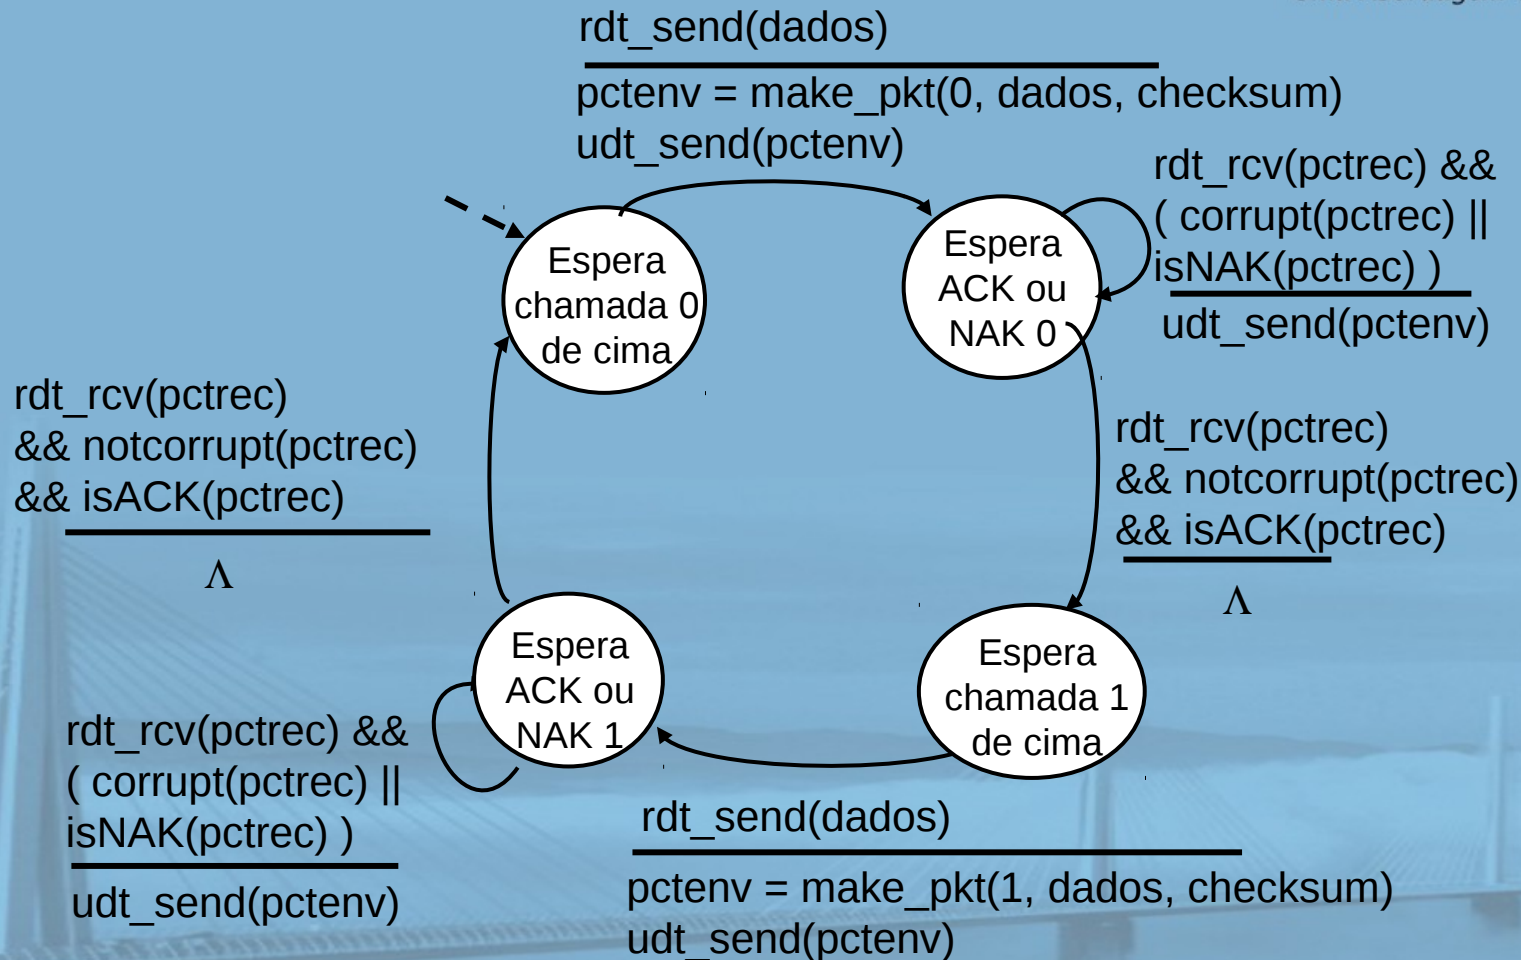 rdt_send(dados)
pctenv = make_pkt(0, dados, checksum)
udt_send(pctenv)
rdt_rcv(pctrec) &&
( corrupt(pctrec) ||
isNAK(pctrec) )
udt_send(pctenv)
Espera
chamada 0
de cima
Espera
ACK ou
NAK 0
rdt_rcv(pctrec)
&& notcorrupt(pctrec)
&& isACK(pctrec)
Λ
rdt_rcv(pctrec)
&& notcorrupt(pctrec)
&& isACK(pctrec)
Λ
Espera
ACK ou
NAK 1
Espera
chamada 1
de cima
rdt_rcv(pctrec) &&
( corrupt(pctrec) ||
isNAK(pctrec) )
udt_send(pctenv)
rdt_send(dados)
pctenv = make_pkt(1, dados, checksum)
udt_send(pctenv)